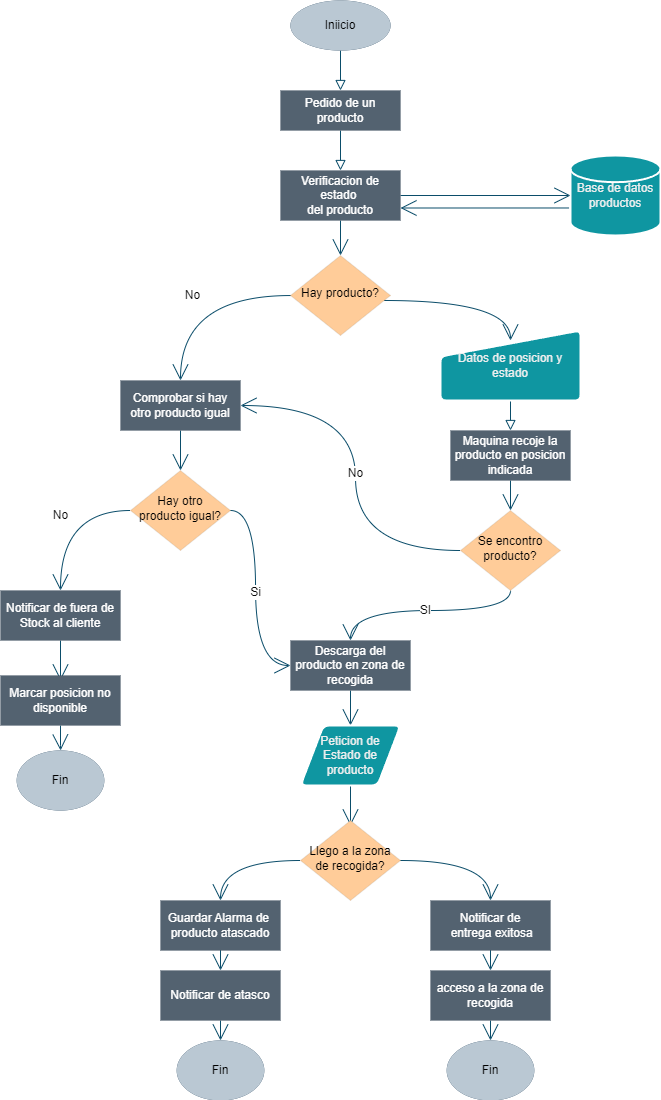 Iniicio
Pedido de un
producto
Verificacion de
estado
del producto
Base de datos
productos
Hay producto?
No
Datos de posicion y
estado
Comprobar si hay
otro producto igual
Maquina recoje la
producto en posicion
indicada
No
Hay otro
producto igual?
No
Se encontro
producto?
Si
SI
Notificar de fuera de
Stock al cliente
Descarga del
producto en zona de
recogida
Marcar posicion no
disponible
Peticion de
Estado de
producto
Fin
Llego a la zona
de recogida?
Guardar Alarma de
producto atascado
Notificar de
entrega exitosa
Notificar de atasco
acceso a la zona de
recogida
Fin
Fin